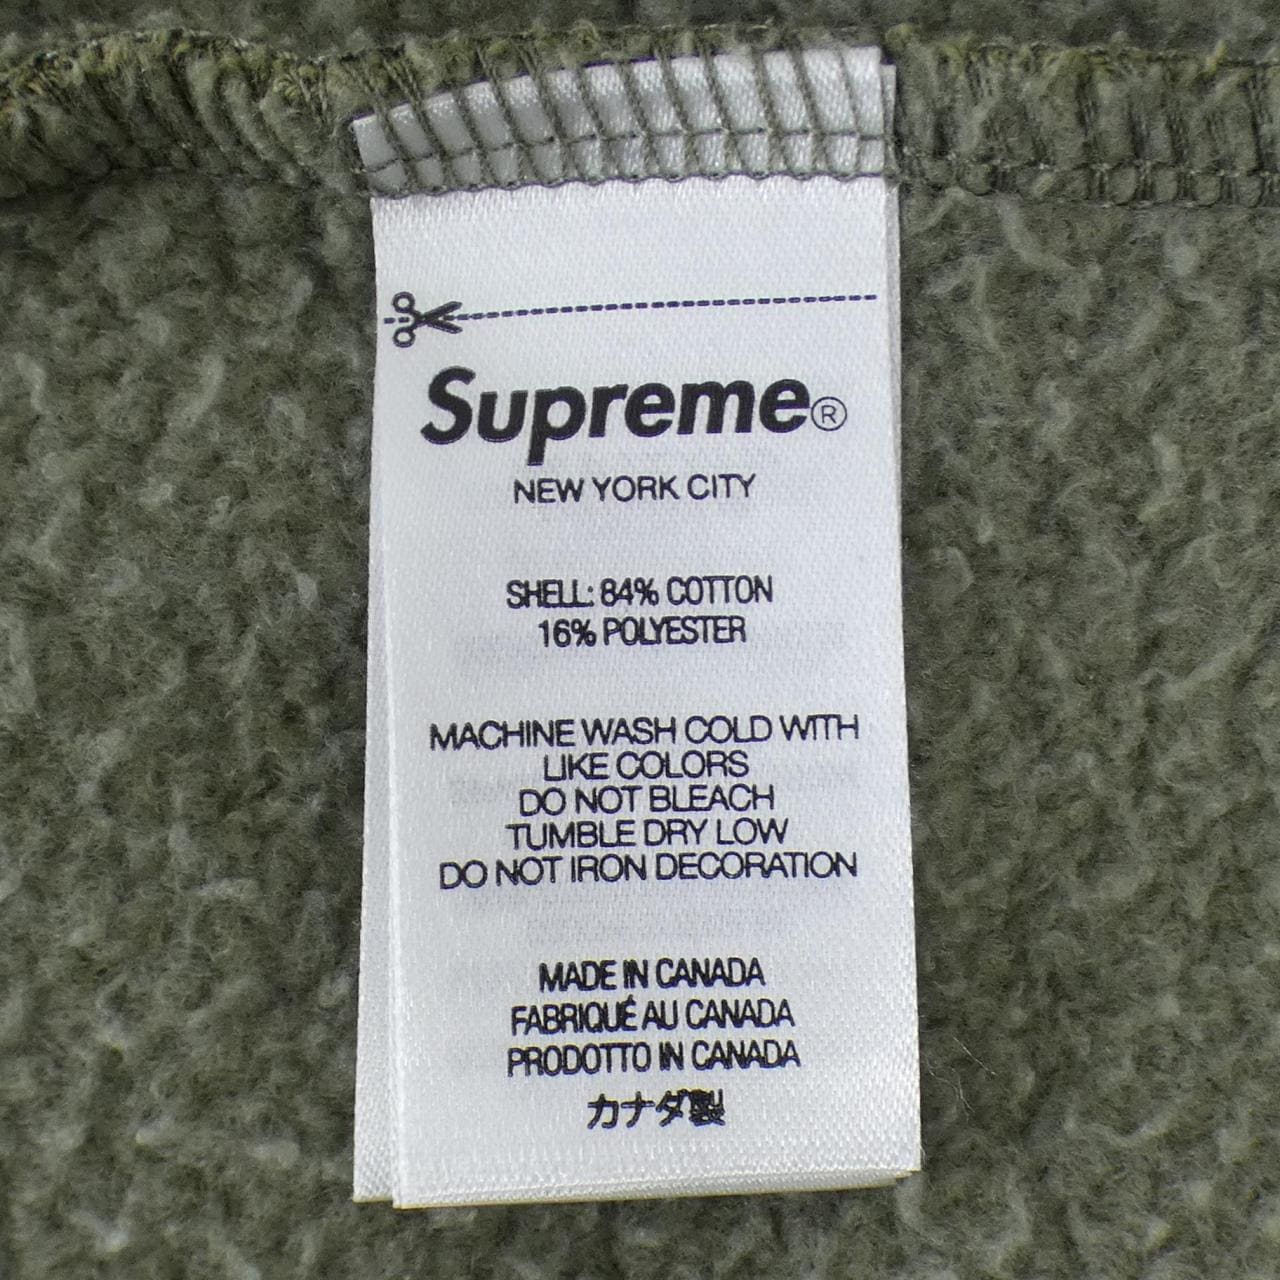 Supreme®
NEW YORK CITY
SHELL: 84% COTTON
16% POLYESTER
MACHINE WASH COLD WITH
LIKE COLORS
DO NOT BLEACH
TUMBLE DRY LOW
DO NOT IRON DECORATION
MADE IN CANADA
FABRIQUÉ AU CANADA
PRODOTTO IN CANADA
カナダ製